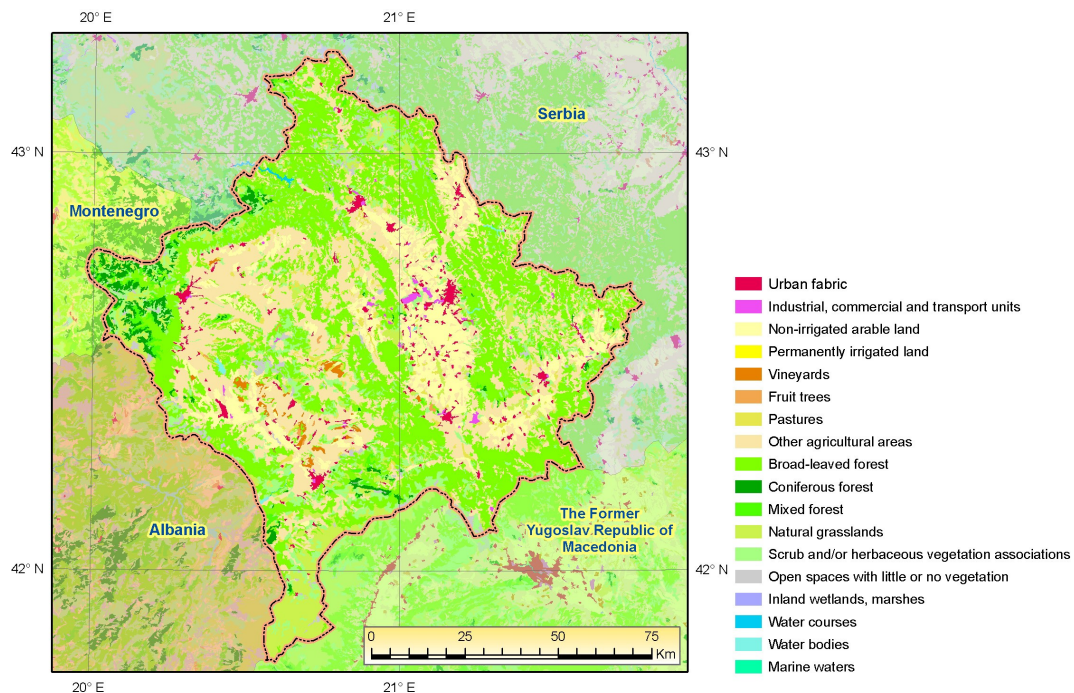 20° E 21° E
Serbia
43° N 43° N
Montenegro
Urban fabric
Industrial, commercial and transport units
Non-irrigated arable land
Permanently irrigated land
Vineyards
Fruit trees
Pastures
Other agricultural areas
Broad-leaved forest
Coniferous forest
Mixed forest
Natural grasslands
Scrub and/or herbaceous vegetation associations
Open spaces with little or no vegetation
Inland wetlands, marshes
Water courses
Water bodies
Marine waters
Albania
The Former
Yugoslav Republic of
Macedonia
42° N 42° N
0 25 50 75
Km
20° E 21° E